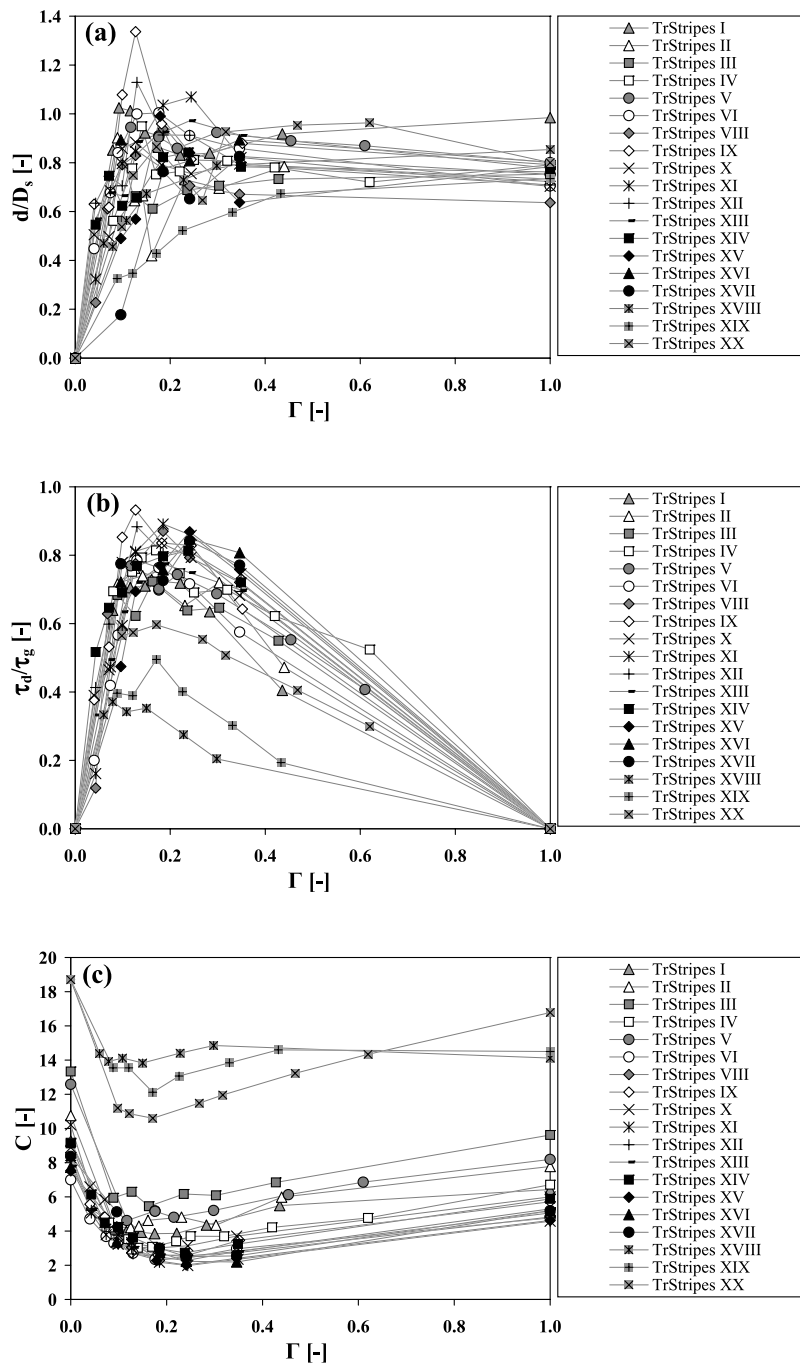 (a)
1.4
1.2
1.0
0.8
0.6
0.4
0.2
0.0
d/Ds [-]
0.0 0.2 0.4 0.6 0.8 1.0
Γ [-]
TrStripes I
TrStripes II
TrStripes III
TrStripes IV
TrStripes V
TrStripes VI
TrStripes VIII
TrStripes IX
TrStripes X
TrStripes XI
TrStripes XII
TrStripes XIII
TrStripes XIV
TrStripes XV
TrStripes XVI
TrStripes XVII
TrStripes XVIII
TrStripes XIX
TrStripes XX
(b)
1.0
0.8
0.6
0.4
0.2
0.0
τd/τg [-]
0.0 0.2 0.4 0.6 0.8 1.0
Γ [-]
TrStripes I
TrStripes II
TrStripes III
TrStripes IV
TrStripes V
TrStripes VI
TrStripes VIII
TrStripes IX
TrStripes X
TrStripes XI
TrStripes XII
TrStripes XIII
TrStripes XIV
TrStripes XV
TrStripes XVI
TrStripes XVII
TrStripes XVIII
TrStripes XIX
TrStripes XX
(c)
20
18
16
14
12
10
8
6
4
2
0
C [-]
0.0 0.2 0.4 0.6 0.8 1.0
Γ [-]
TrStripes I
TrStripes II
TrStripes III
TrStripes IV
TrStripes V
TrStripes VI
TrStripes VIII
TrStripes IX
TrStripes X
TrStripes XI
TrStripes XII
TrStripes XIII
TrStripes XIV
TrStripes XV
TrStripes XVI
TrStripes XVII
TrStripes XVIII
TrStripes XIX
TrStripes XX